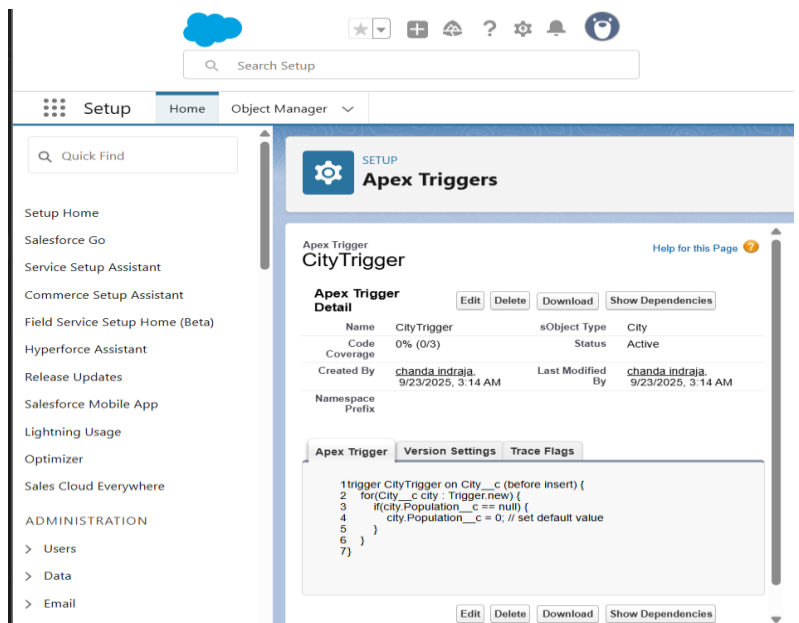 Search Setup
Setup
Home
Object Manager
Quick Find
Setup Home
Salesforce Go
Service Setup Assistant
Commerce Setup Assistant
Field Service Setup Home (Beta)
Hyperforce Assistant
Release Updates
Salesforce Mobile App
Lightning Usage
Optimizer
Sales Cloud Everywhere
ADMINISTRATION
Users
Data
Email
SETUP
Apex Triggers
Apex Trigger
CityTrigger
Help for this Page
Apex Trigger Detail
Edit Delete Download Show Dependencies
Name CityTrigger sObject Type City
Code Coverage 0% (0/3) Status Active
Created By chanda indraja, 9/23/2025, 3:14 AM Last Modified By chanda indraja, 9/23/2025, 3:14 AM
Namespace Prefix
Apex Trigger Version Settings Trace Flags
1trigger CityTrigger on City__c (before insert) {
2 for(City__c city : Trigger.new) {
3 if(city.Population__c == null) {
4 city.Population__c = 0; // set default value
5 }
6 }
7}
Edit Delete Download Show Dependencies